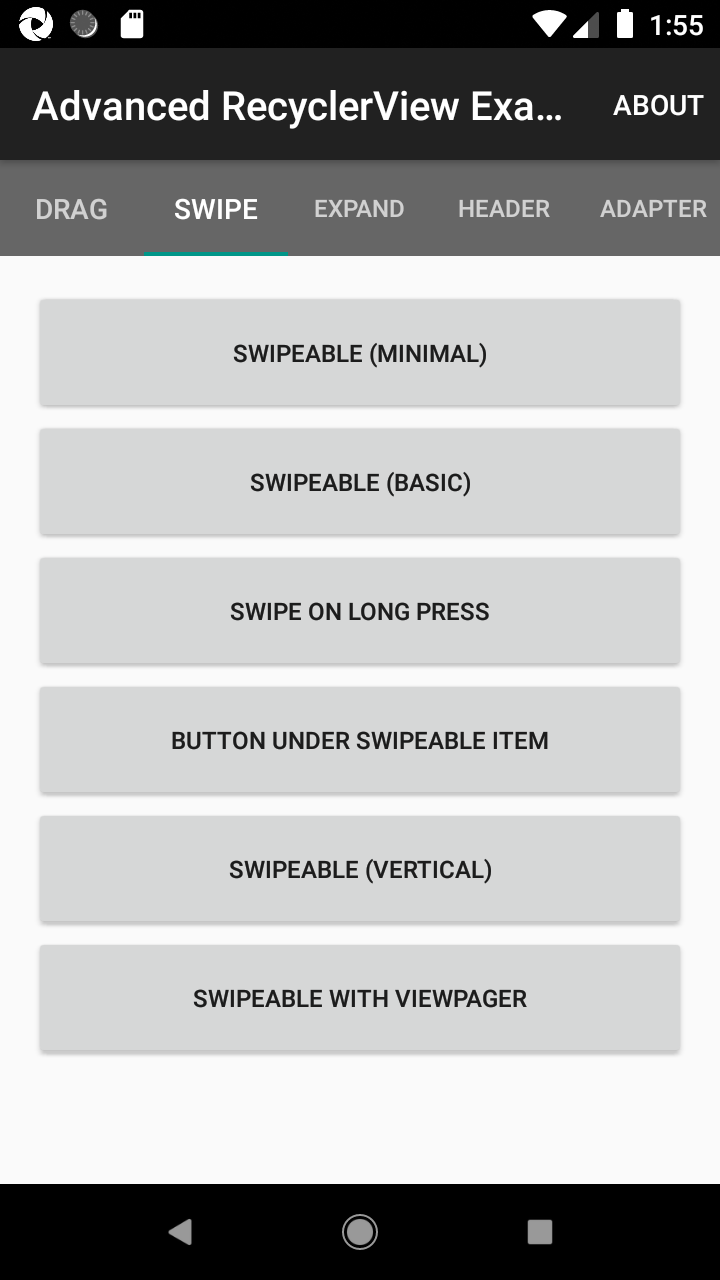 1:55
Advanced RecyclerView Exa...
ABOUT
DRAG
SWIPE
EXPAND
HEADER
ADAPTER
SWIPEABLE (MINIMAL)
SWIPEABLE (BASIC)
SWIPE ON LONG PRESS
BUTTON UNDER SWIPEABLE ITEM
SWIPEABLE (VERTICAL)
SWIPEABLE WITH VIEWPAGER